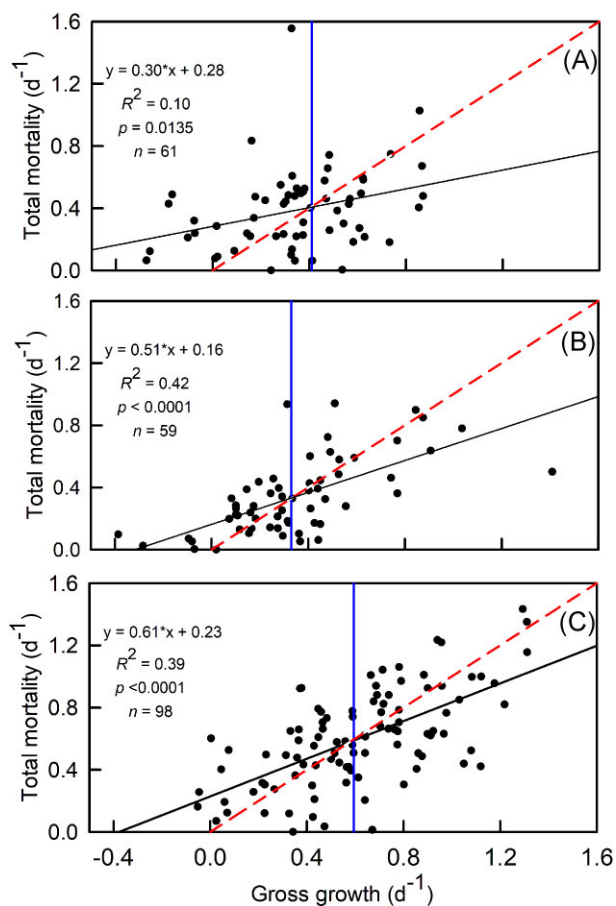 1.6
(A)
y = 0.30*x + 0.28
R² = 0.10
p = 0.0135
n = 61
1.2
0.8
0.4
0.0
Total mortality (d⁻¹)
1.6
(B)
y = 0.51*x + 0.16
R² = 0.42
p < 0.0001
n = 59
1.2
0.8
0.4
0.0
Total mortality (d⁻¹)
1.6
(C)
y = 0.61*x + 0.23
R² = 0.39
p <0.0001
n = 98
1.2
0.8
0.4
0.0
Total mortality (d⁻¹)
-0.4 0.0 0.4 0.8 1.2 1.6
Gross growth (d⁻¹)